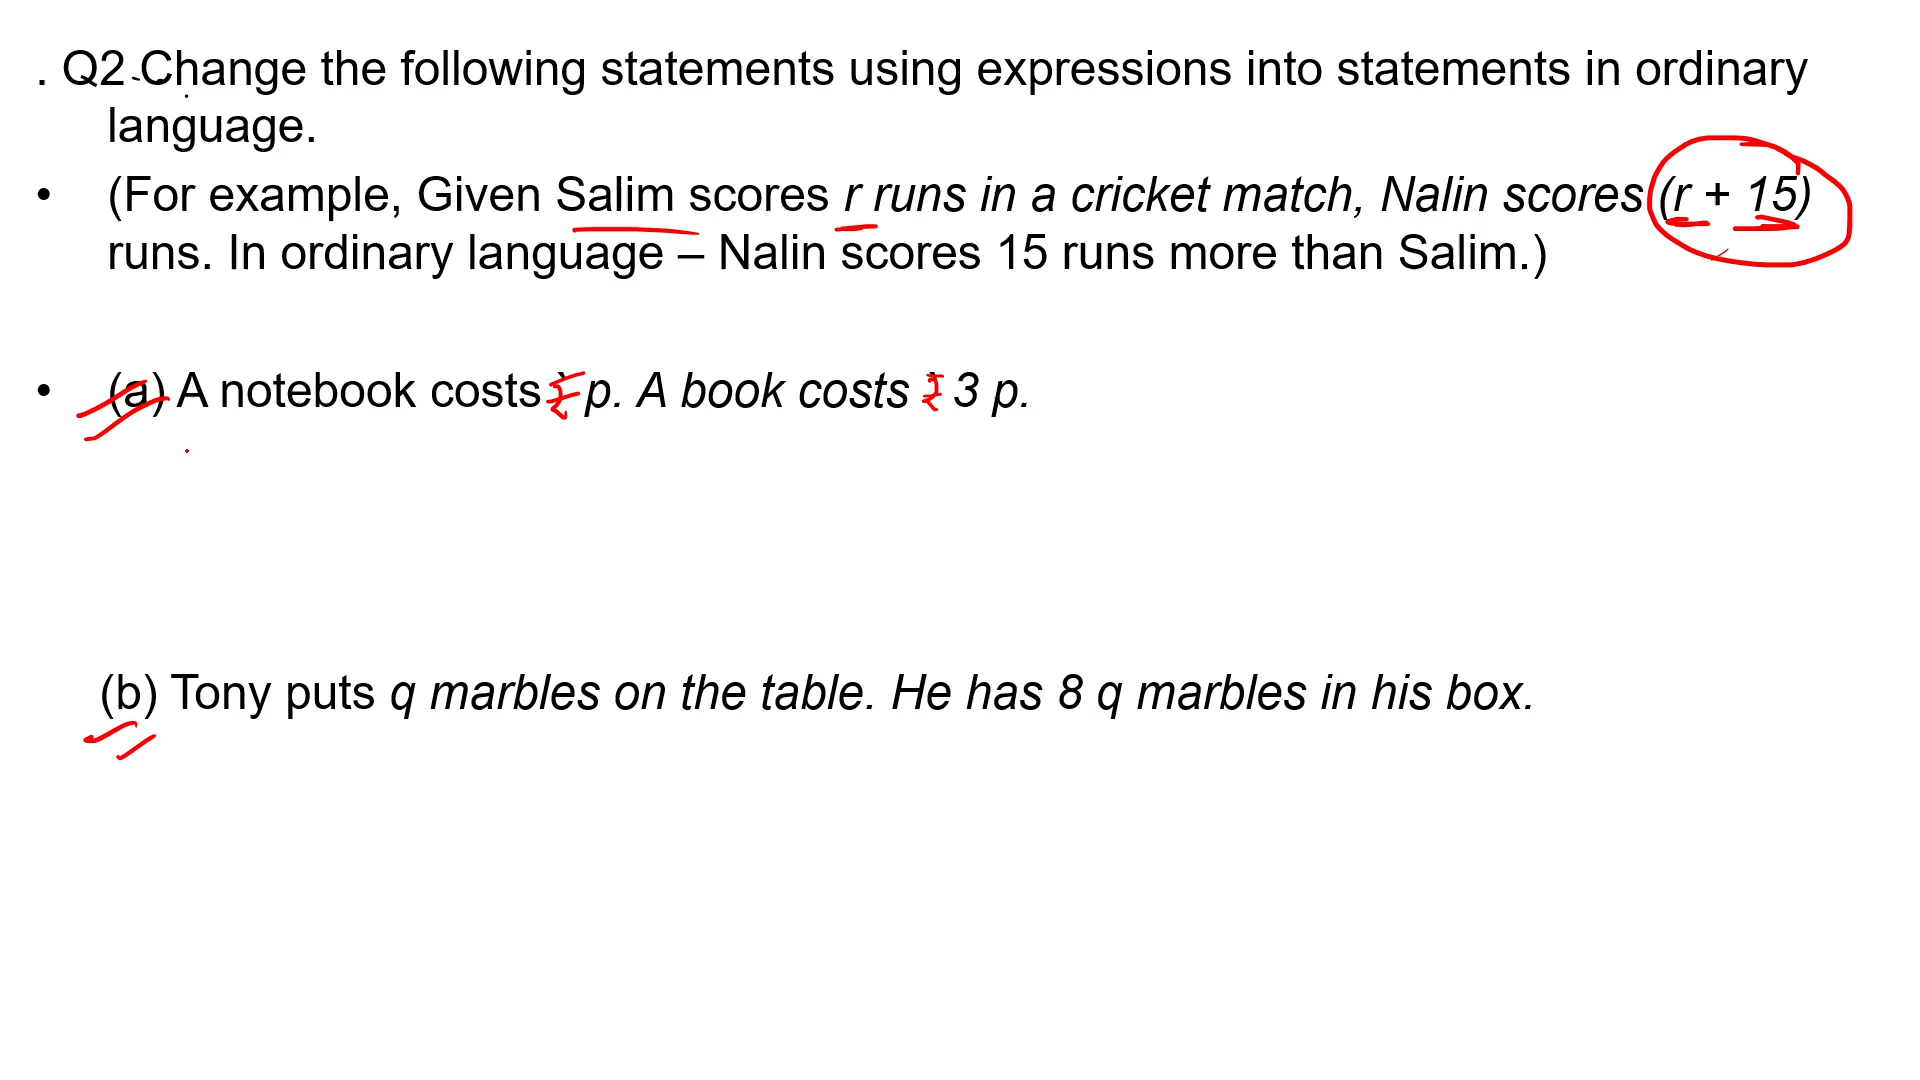 . Q2 Change the following statements using expressions into statements in ordinary
language.
• (For example, Given Salim scores r runs in a cricket match, Nalin scores (r + 15)
runs. In ordinary language – Nalin scores 15 runs more than Salim.)
• (a) A notebook costs ₹ p. A book costs ₹ 3 p.
(b) Tony puts q marbles on the table. He has 8 q marbles in his box.